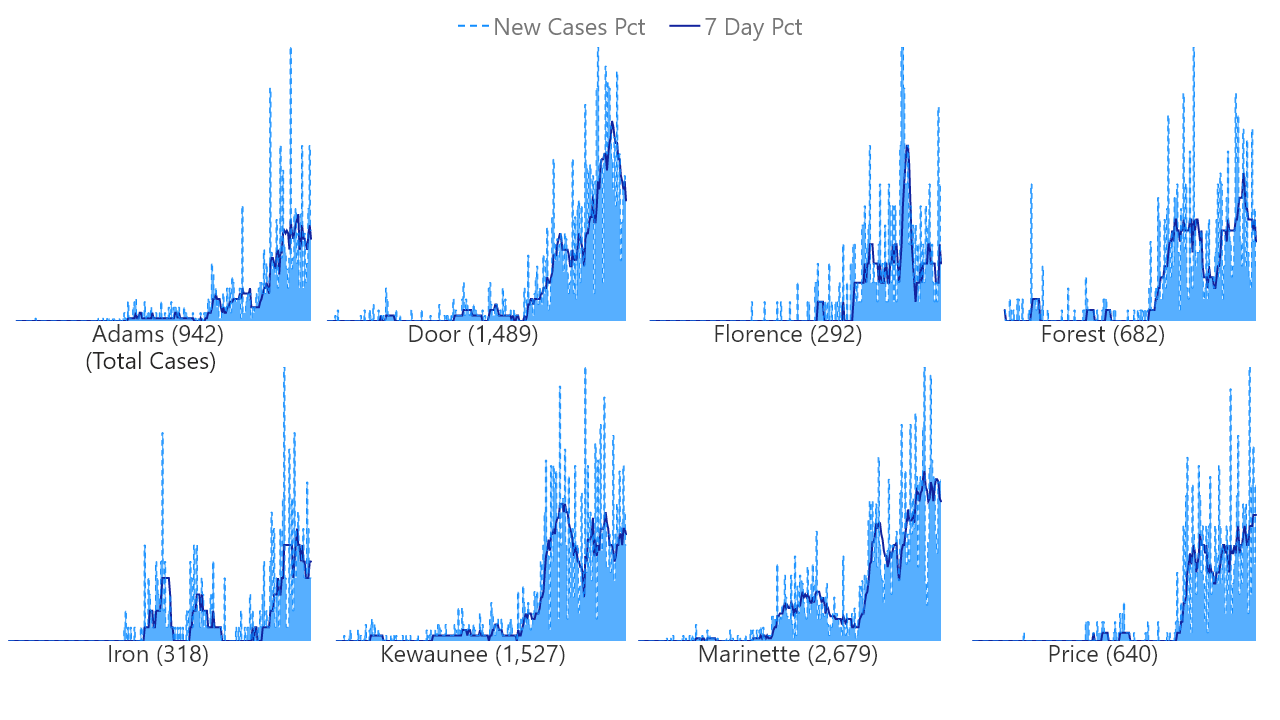 New Cases Pct 7 Day Pct
Adams (942) Door (1,489) Florence (292) Forest (682)
(Total Cases)
Iron (318) Kewaunee (1,527) Marinette (2,679) Price (640)